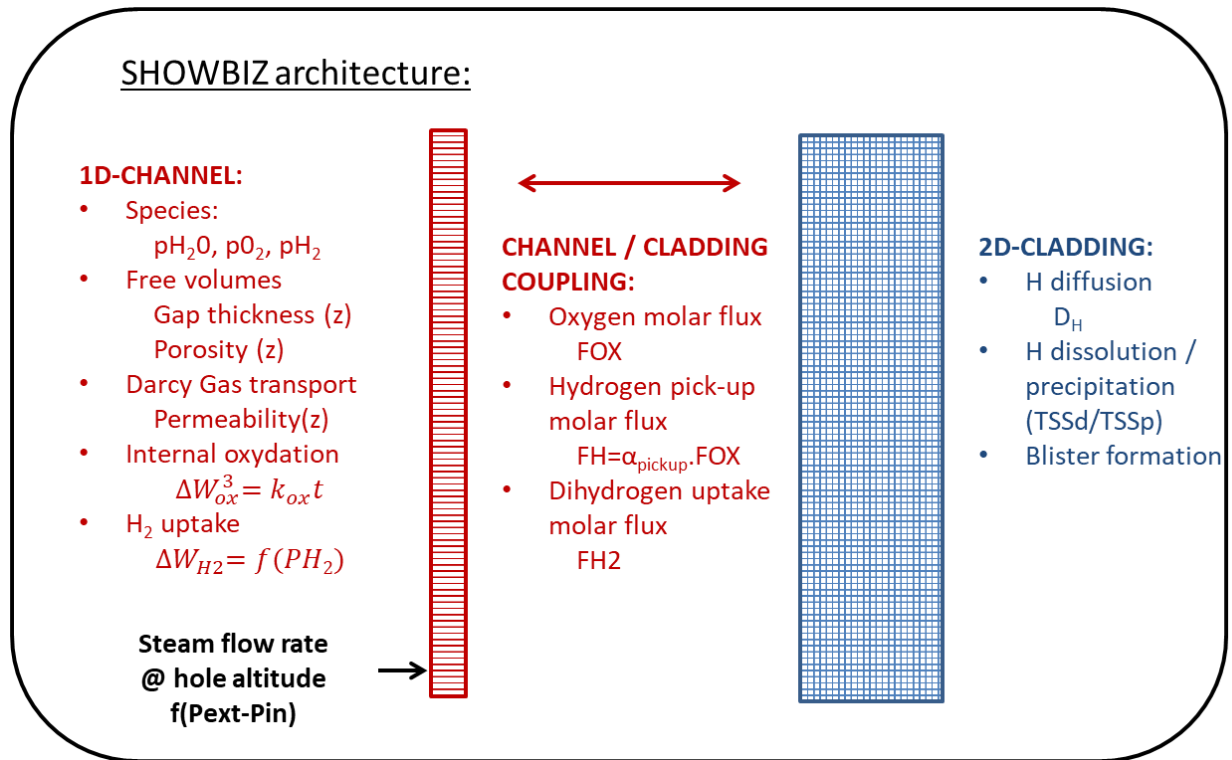 SHOWBIZ architecture:
1D-CHANNEL:
• Species:
pH₂0, p0₂, pH₂
• Free volumes
Gap thickness (z)
Porosity (z)
• Darcy Gas transport
Permeability(z)
• Internal oxydation
ΔW³ₒₓ = kₒₓt
• H₂ uptake
ΔW_H2 = f(PH₂)
Steam flow rate
@ hole altitude
f(Pext-Pin)
CHANNEL / CLADDING
COUPLING:
• Oxygen molar flux
FOX
• Hydrogen pick-up
molar flux
FH=α_pickup.FOX
• Dihydrogen uptake
molar flux
FH2
2D-CLADDING:
• H diffusion
D_H
• H dissolution /
precipitation
(TSSd/TSSp)
• Blister formation